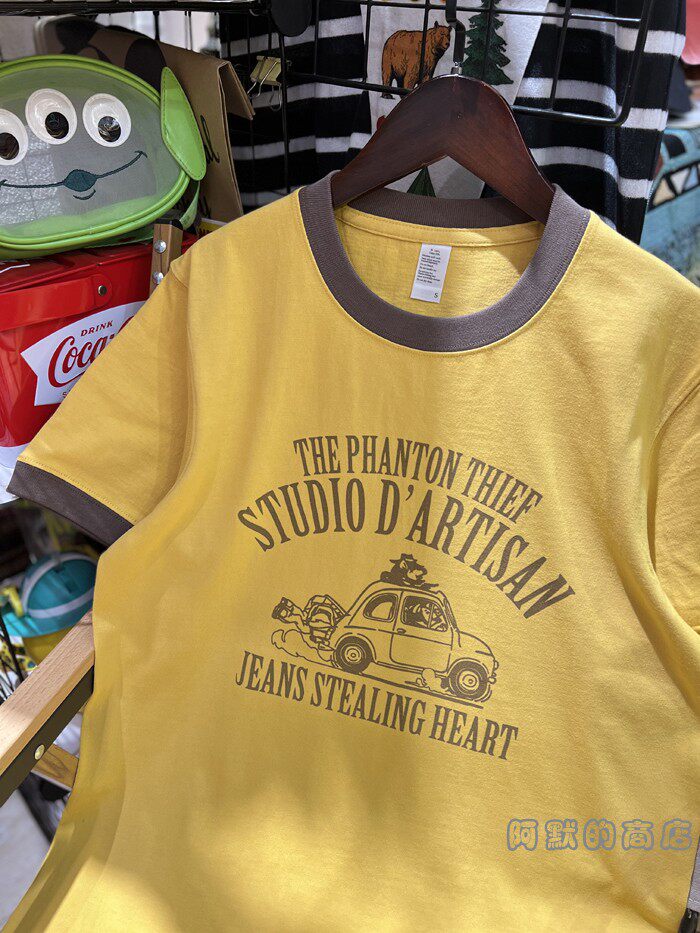 DRINK
Coca
S
THE PHANTON THIEF
STUDIO D'ARTISAN
JEANS STEALING HEART
阿默的商店